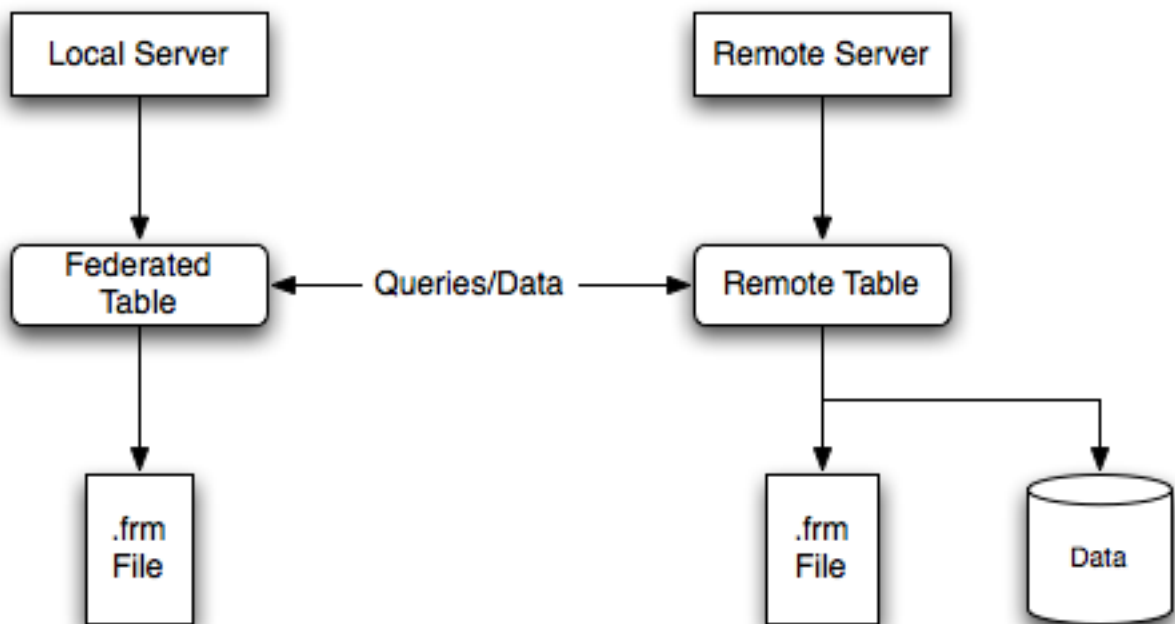 Local Server
Remote Server
Federated
Table
Queries/Data
Remote Table
.frm
File
.frm
File
Data